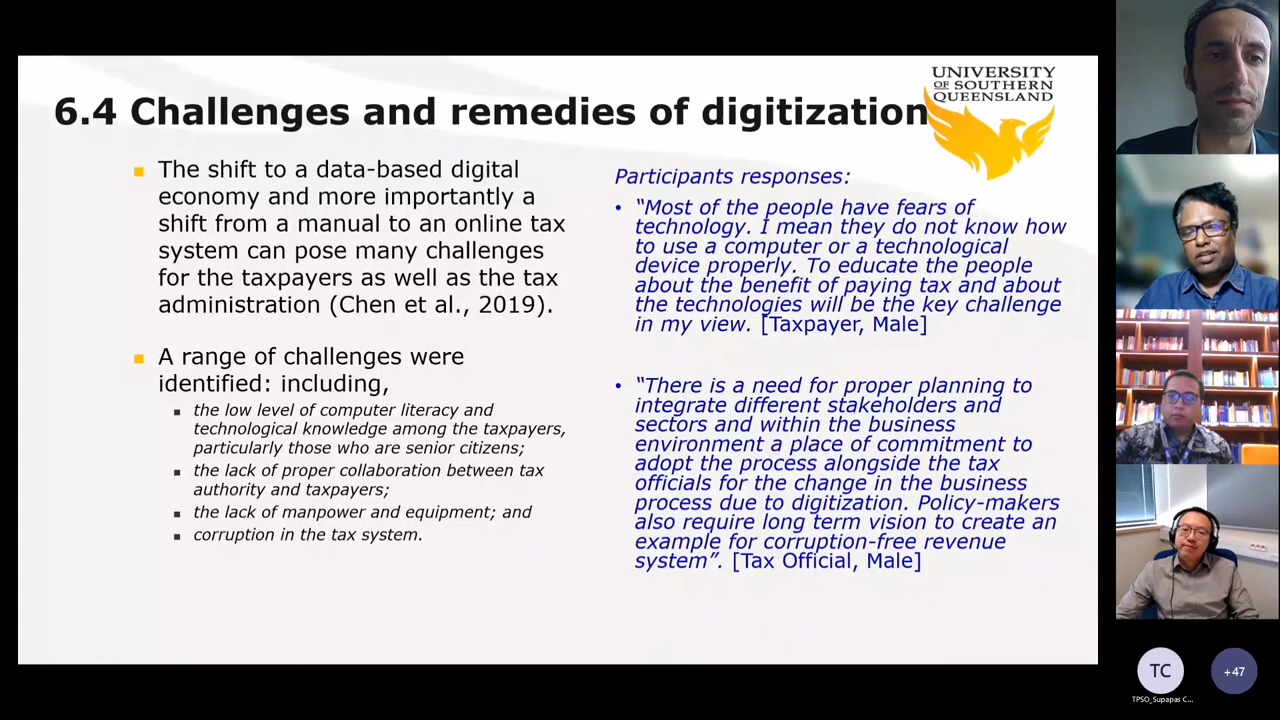 6.4 Challenges and remedies of digitization
UNIVERSITY
OF SOUTHERN
QUEENSLAND
The shift to a data-based digital
economy and more importantly a
shift from a manual to an online tax
system can pose many challenges
for the taxpayers as well as the tax
administration (Chen et al., 2019).
A range of challenges were
identified: including,
the low level of computer literacy and
technological knowledge among the taxpayers,
particularly those who are senior citizens;
the lack of proper collaboration between tax
authority and taxpayers;
the lack of manpower and equipment; and
corruption in the tax system.
Participants responses:
• “Most of the people have fears of
technology. I mean they do not know how
to use a computer or a technological
device properly. To educate the people
about the benefit of paying tax and about
the technologies will be the key challenge
in my view. [Taxpayer, Male]
• “There is a need for proper planning to
integrate different stakeholders and
sectors and within the business
environment a place of commitment to
adopt the process alongside the tax
officials for the change in the business
process due to digitization. Policy-makers
also require long term vision to create an
example for corruption-free revenue
system”. [Tax Official, Male]
TC
+47
TPSO_Supapas C...